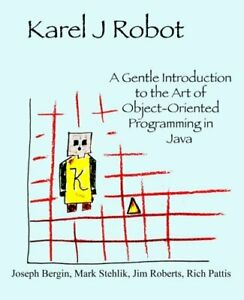 Karel J Robot
A Gentle Introduction
to the Art of
Object-Oriented
Programming in
Java
K
Joseph Bergin, Mark Stehlik, Jim Roberts, Rich Pattis